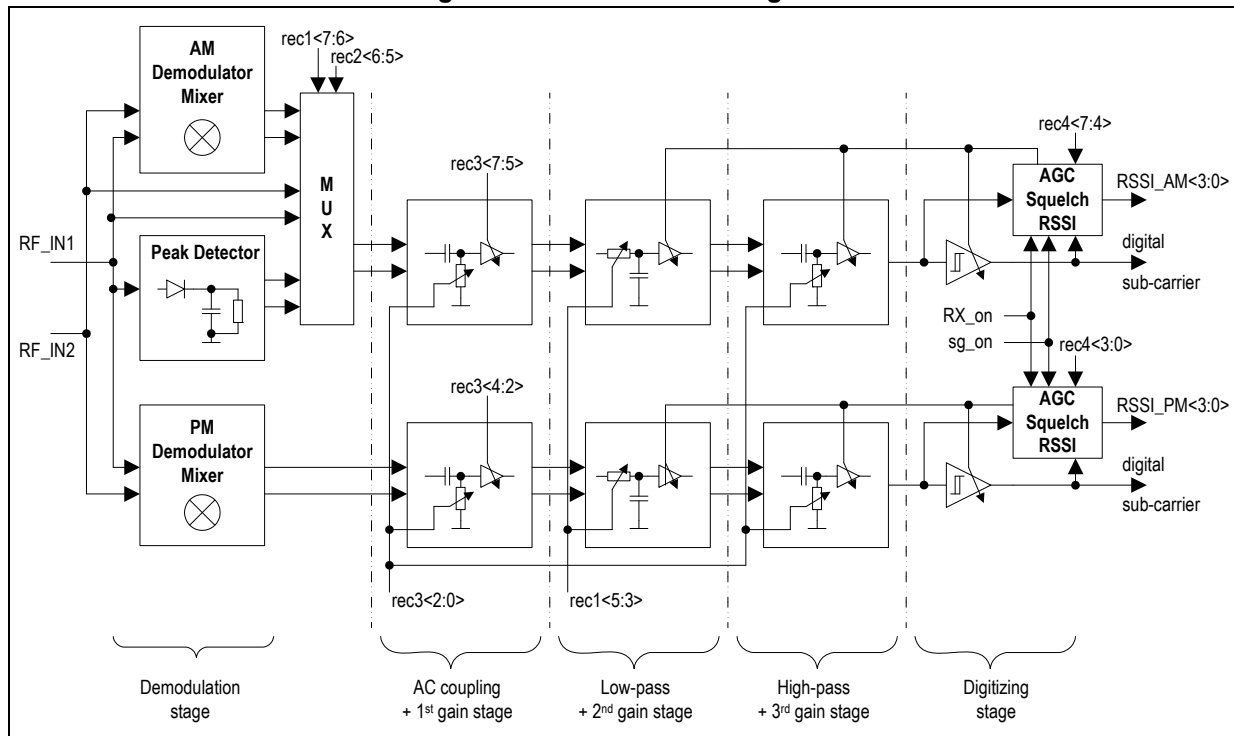 AM
Demodulator
Mixer
rec1<7:6>
rec2<6:5>
M
U
X
rec3<7:5>
rec4<7:4>
AGC
Squelch
RSSI
RSSI_AM<3:0>
digital
sub-carrier
RF_IN1
Peak Detector
RF_IN2
RX_on
sg_on
rec3<4:2>
rec4<3:0>
AGC
Squelch
RSSI
RSSI_PM<3:0>
digital
sub-carrier
PM
Demodulator
Mixer
rec3<2:0>
rec1<5:3>
Demodulation
stage
AC coupling
+ 1st gain stage
Low-pass
+ 2nd gain stage
High-pass
+ 3rd gain stage
Digitizing
stage